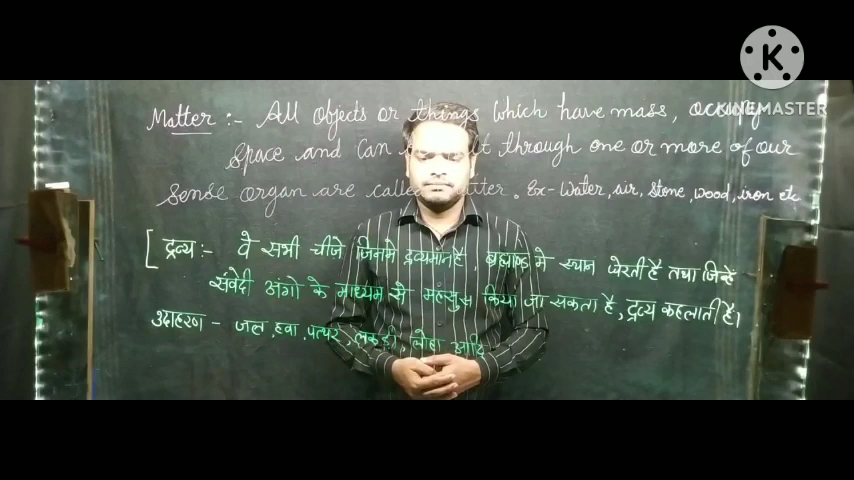 K
KINEMASTER
Matter :- All objects or things which have mass, occupy
space and can felt through one or more of our
sense organ are called matter. Ex- Water, air, stone, wood, iron etc.
[ द्रव्य :- वे सभी चीजे जिनमे द्रव्यमान है, ब्रह्माण्ड मे स्थान घेरती है तथा जिन्हें
संवेदी अंगो के माध्यम से महसुस किया जा सकता है, द्रव्य कहलाती है।
उदाहरण - जल, हवा, पत्थर, लकड़ी, लोहा आदि